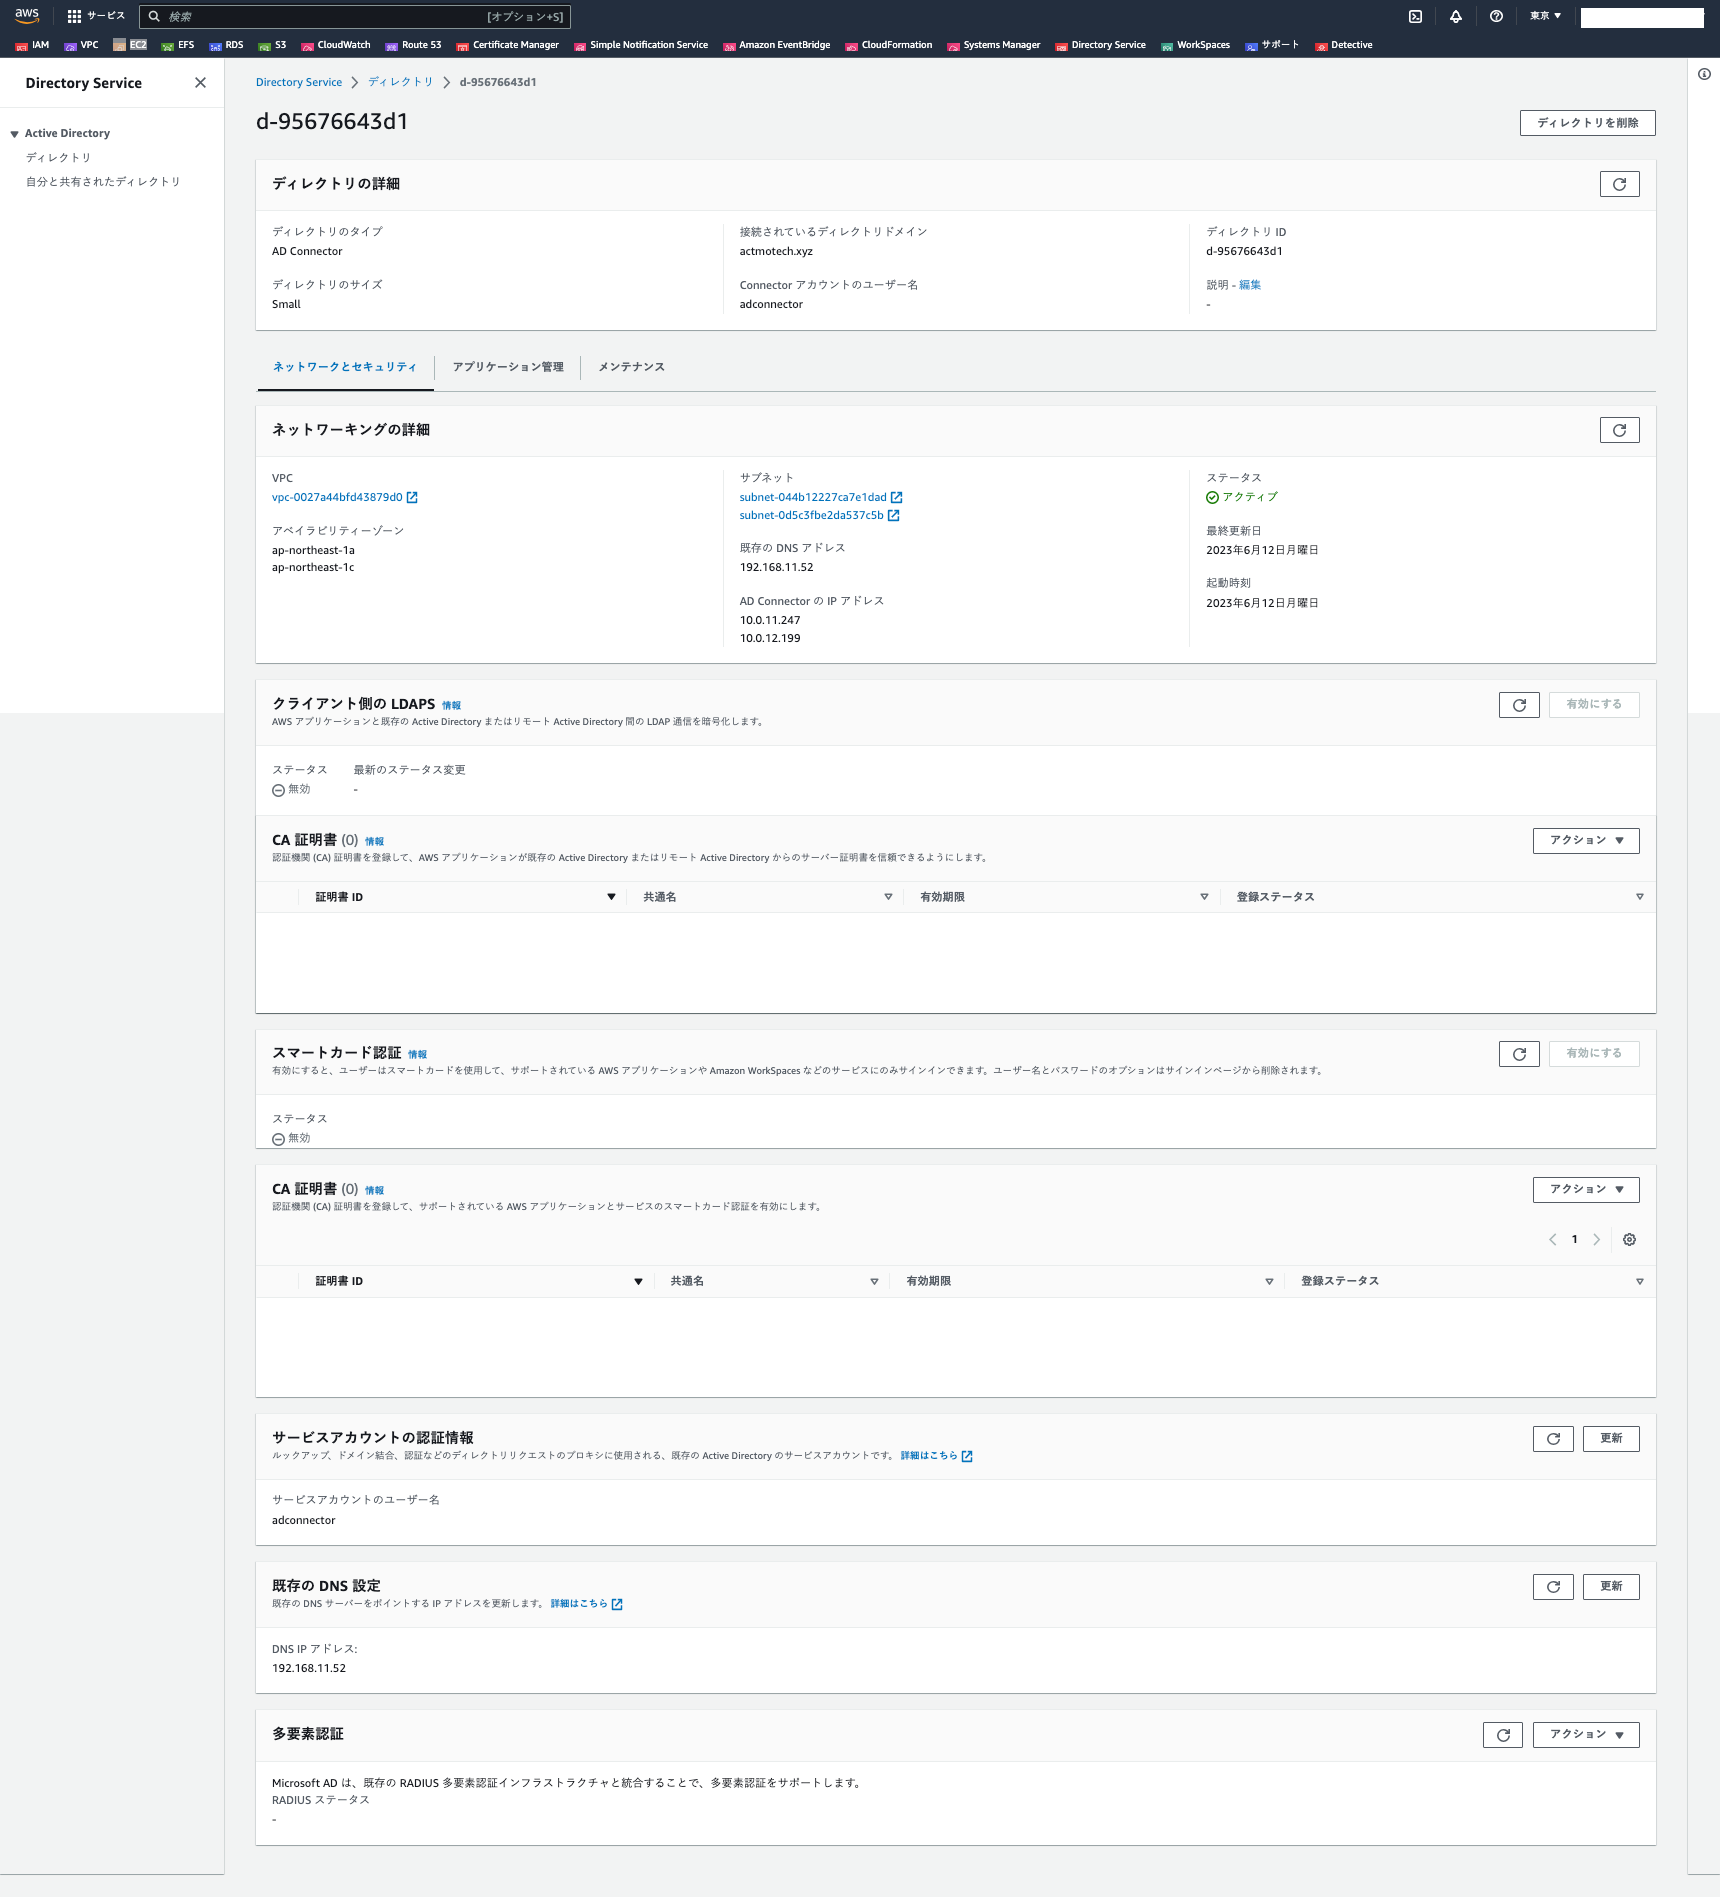 aws
サービス
検索
[オプション+S]
東京 ▼
IAM VPC EC2 EFS RDS S3 CloudWatch Route 53 Certificate Manager Simple Notification Service Amazon EventBridge CloudFormation Systems Manager Directory Service WorkSpaces サポート Detective
Directory Service
Active Directory
ディレクトリ
自分と共有されたディレクトリ
Directory Service > ディレクトリ > d-95676643d1
d-95676643d1
ディレクトリを削除
ディレクトリの詳細
ディレクトリのタイプ
AD Connector
ディレクトリのサイズ
Small
接続されているディレクトリドメイン
actmotech.xyz
Connector アカウントのユーザー名
adconnector
ディレクトリ ID
d-95676643d1
説明 - 編集
-
ネットワークとセキュリティ
アプリケーション管理
メンテナンス
ネットワーキングの詳細
VPC
vpc-0027a44bfd43879d0
アベイラビリティーゾーン
ap-northeast-1a
ap-northeast-1c
サブネット
subnet-044b12227ca7e1dad
subnet-0d5c3fbe2da537c5b
既存の DNS アドレス
192.168.11.52
AD Connector の IP アドレス
10.0.11.247
10.0.12.199
ステータス
アクティブ
最終更新日
2023年6月12日月曜日
起動時刻
2023年6月12日月曜日
クライアント側の LDAPS 情報
AWS アプリケーションと既存の Active Directory またはリモート Active Directory 間の LDAP 通信を暗号化します。
有効にする
ステータス
無効
最新のステータス変更
-
CA 証明書 (0) 情報
認証機関 (CA) 証明書を登録して、AWS アプリケーションが既存の Active Directory またはリモート Active Directory からのサーバー証明書を信頼できるようにします。
アクション ▼
証明書 ID 共通名 有効期限 登録ステータス
スマートカード認証 情報
有効にすると、ユーザーはスマートカードを使用して、サポートされている AWS アプリケーションや Amazon WorkSpaces などのサービスにのみサインインできます。ユーザー名とパスワードのオプションはサインインページから削除されます。
有効にする
ステータス
無効
CA 証明書 (0) 情報
認証機関 (CA) 証明書を登録して、サポートされている AWS アプリケーションとサービスのスマートカード認証を有効にします。
アクション ▼
1
証明書 ID 共通名 有効期限 登録ステータス
サービスアカウントの認証情報
ルックアップ、ドメイン結合、認証などのディレクトリリクエストのプロキシに使用される、既存の Active Directory のサービスアカウントです。 詳細はこちら
更新
サービスアカウントのユーザー名
adconnector
既存の DNS 設定
既存の DNS サーバーをポイントする IP アドレスを更新します。 詳細はこちら
更新
DNS IP アドレス:
192.168.11.52
多要素認証
アクション ▼
Microsoft AD は、既存の RADIUS 多要素認証インフラストラクチャと統合することで、多要素認証をサポートします。
RADIUS ステータス
-